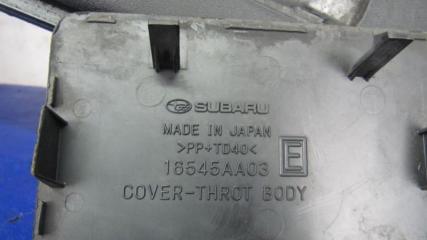 SUBARU
MADE IN JAPAN
>PP+TD40<
16545AA03 E
COVER-THROT BODY